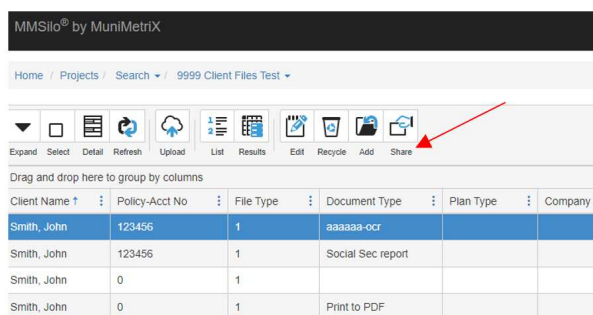 MMSilo® by MuniMetriX
Home / Projects / Search / 9999 Client Files Test
Expand Select Detail Refresh Upload List Results Edit Recycle Add Share
Drag and drop here to group by columns
Client Name ↑ Policy-Acct No File Type Document Type Plan Type Company
Smith, John 123456 1 aaaaaa-ocr
Smith, John 123456 1 Social Sec report
Smith, John 0 1
Smith, John 0 1 Print to PDF